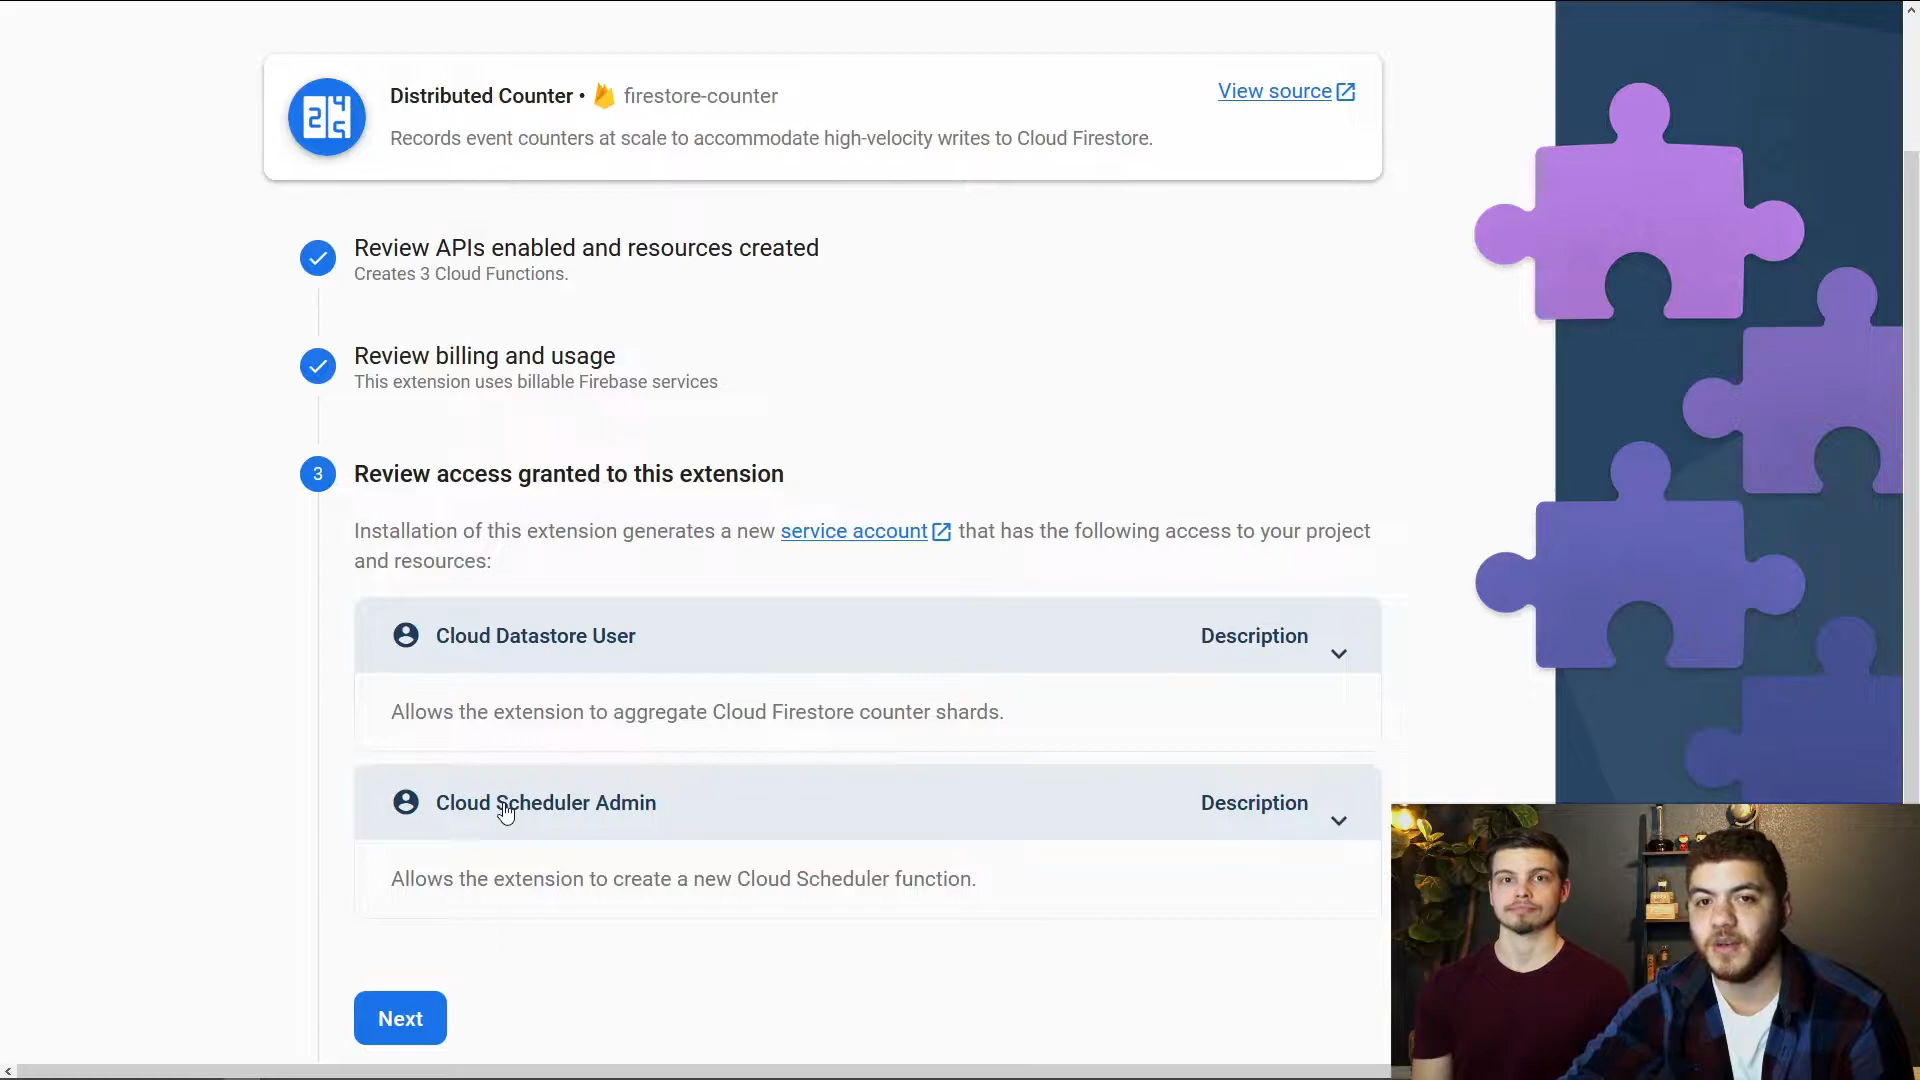 Distributed Counter • firestore-counter
View source
Records event counters at scale to accommodate high-velocity writes to Cloud Firestore.
Review APIs enabled and resources created
Creates 3 Cloud Functions.
Review billing and usage
This extension uses billable Firebase services
3 Review access granted to this extension
Installation of this extension generates a new service account that has the following access to your project
and resources:
Cloud Datastore User Description
Allows the extension to aggregate Cloud Firestore counter shards.
Cloud Scheduler Admin Description
Allows the extension to create a new Cloud Scheduler function.
Next